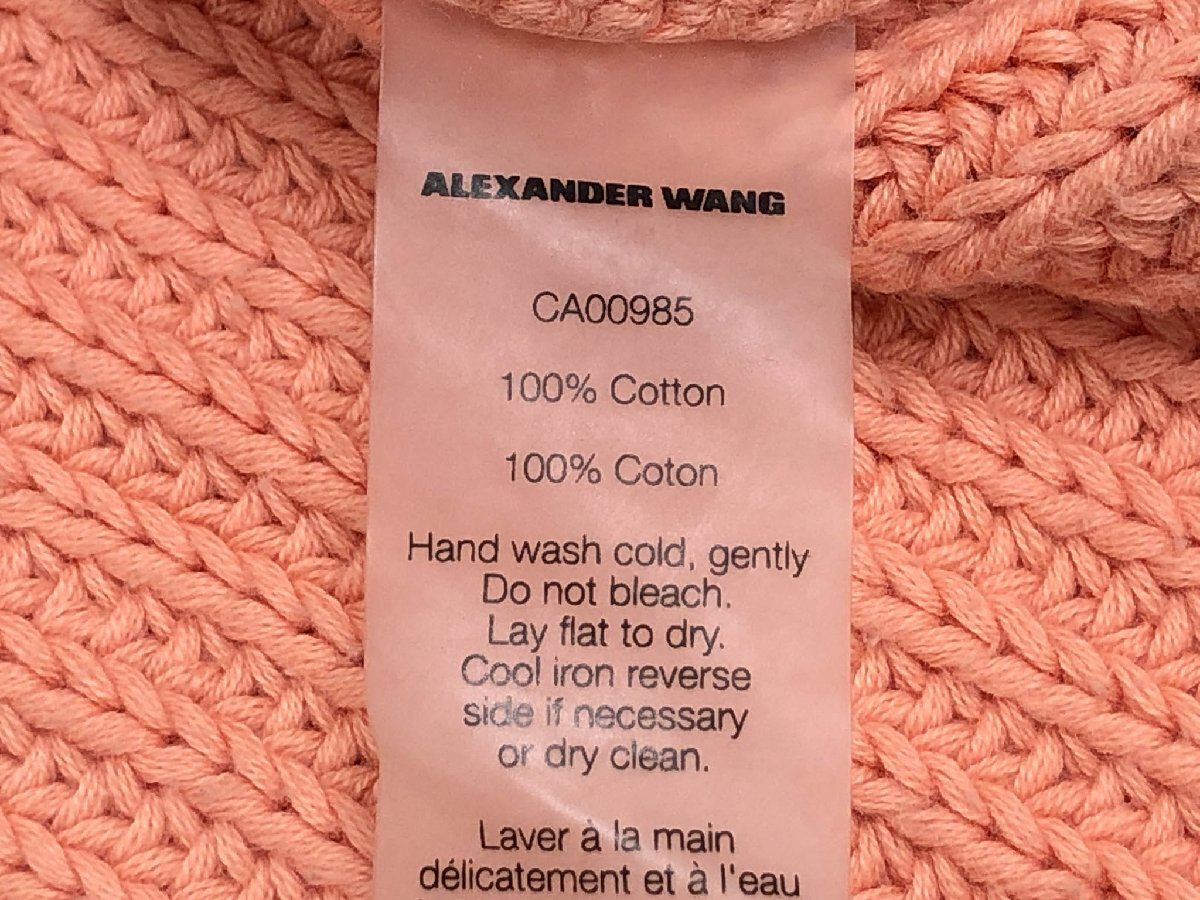 ALEXANDER WANG
CA00985
100% Cotton
100% Coton
Hand wash cold, gently
Do not bleach.
Lay flat to dry.
Cool iron reverse
side if necessary
or dry clean.
Laver à la main
délicatement et à l'eau